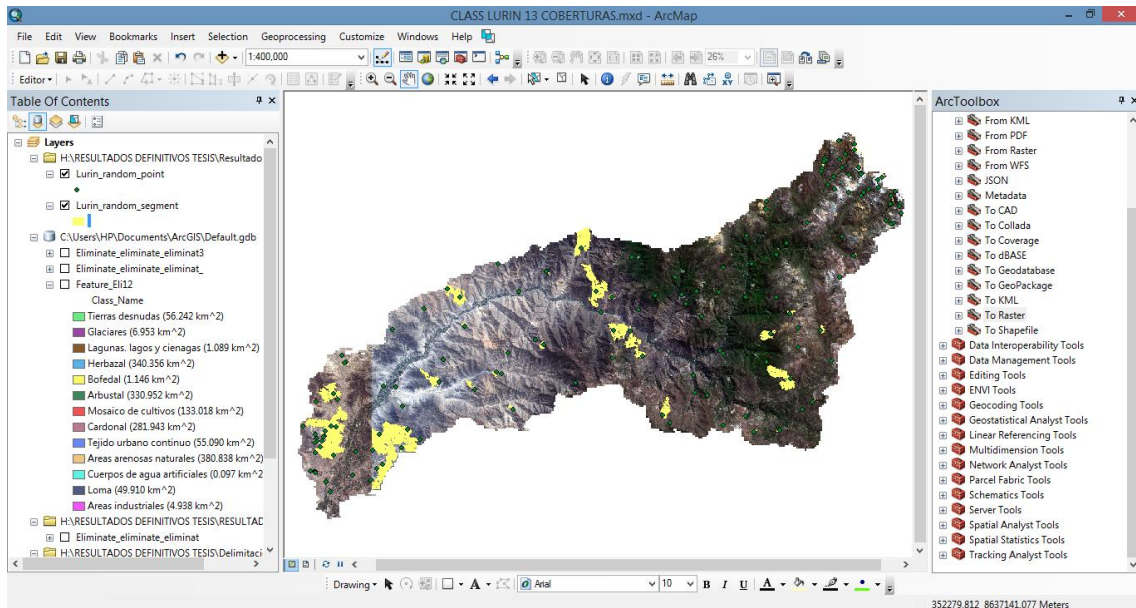 CLASS LURIN 13 COBERTURAS.mxd - ArcMap
File Edit View Bookmarks Insert Selection Geoprocessing Customize Windows Help
1:400,000
26%
Editor
Table Of Contents
Layers
H:\RESULTADOS DEFINITIVOS TESIS\Resultado
Lurin_random_point
Lurin_random_segment
C:\Users\HP\Documents\ArcGIS\Default.gdb
Eliminate_eliminate_eliminat3
Eliminate_eliminate_eliminat_
Feature_Eli12
Class_Name
Tierras desnudas (56.242 km^2)
Glaciares (6.953 km^2)
Lagunas. lagos y cienagas (1.089 km^2)
Herbazal (340.356 km^2)
Bofedal (1.146 km^2)
Arbustal (330.952 km^2)
Mosaico de cultivos (133.018 km^2)
Cardonal (281.943 km^2)
Tejido urbano continuo (55.090 km^2)
Areas arenosas naturales (380.838 km^2)
Cuerpos de agua artificiales (0.097 km^2
Loma (49.910 km^2)
Areas industriales (4.938 km^2)
H:\RESULTADOS DEFINITIVOS TESIS\RESULTAD
Eliminate_eliminate_eliminat
H:\RESULTADOS DEFINITIVOS TESIS\Delimitaci
ArcToolbox
From KML
From PDF
From Raster
From WFS
JSON
Metadata
To CAD
To Collada
To Coverage
To dBASE
To Geodatabase
To GeoPackage
To KML
To Raster
To Shapefile
Data Interoperability Tools
Data Management Tools
Editing Tools
ENVI Tools
Geocoding Tools
Geostatistical Analyst Tools
Linear Referencing Tools
Multidimension Tools
Network Analyst Tools
Parcel Fabric Tools
Schematics Tools
Server Tools
Spatial Analyst Tools
Spatial Statistics Tools
Tracking Analyst Tools
Drawing A Arial 10 B I U A
352279.812 8637141.077 Meters